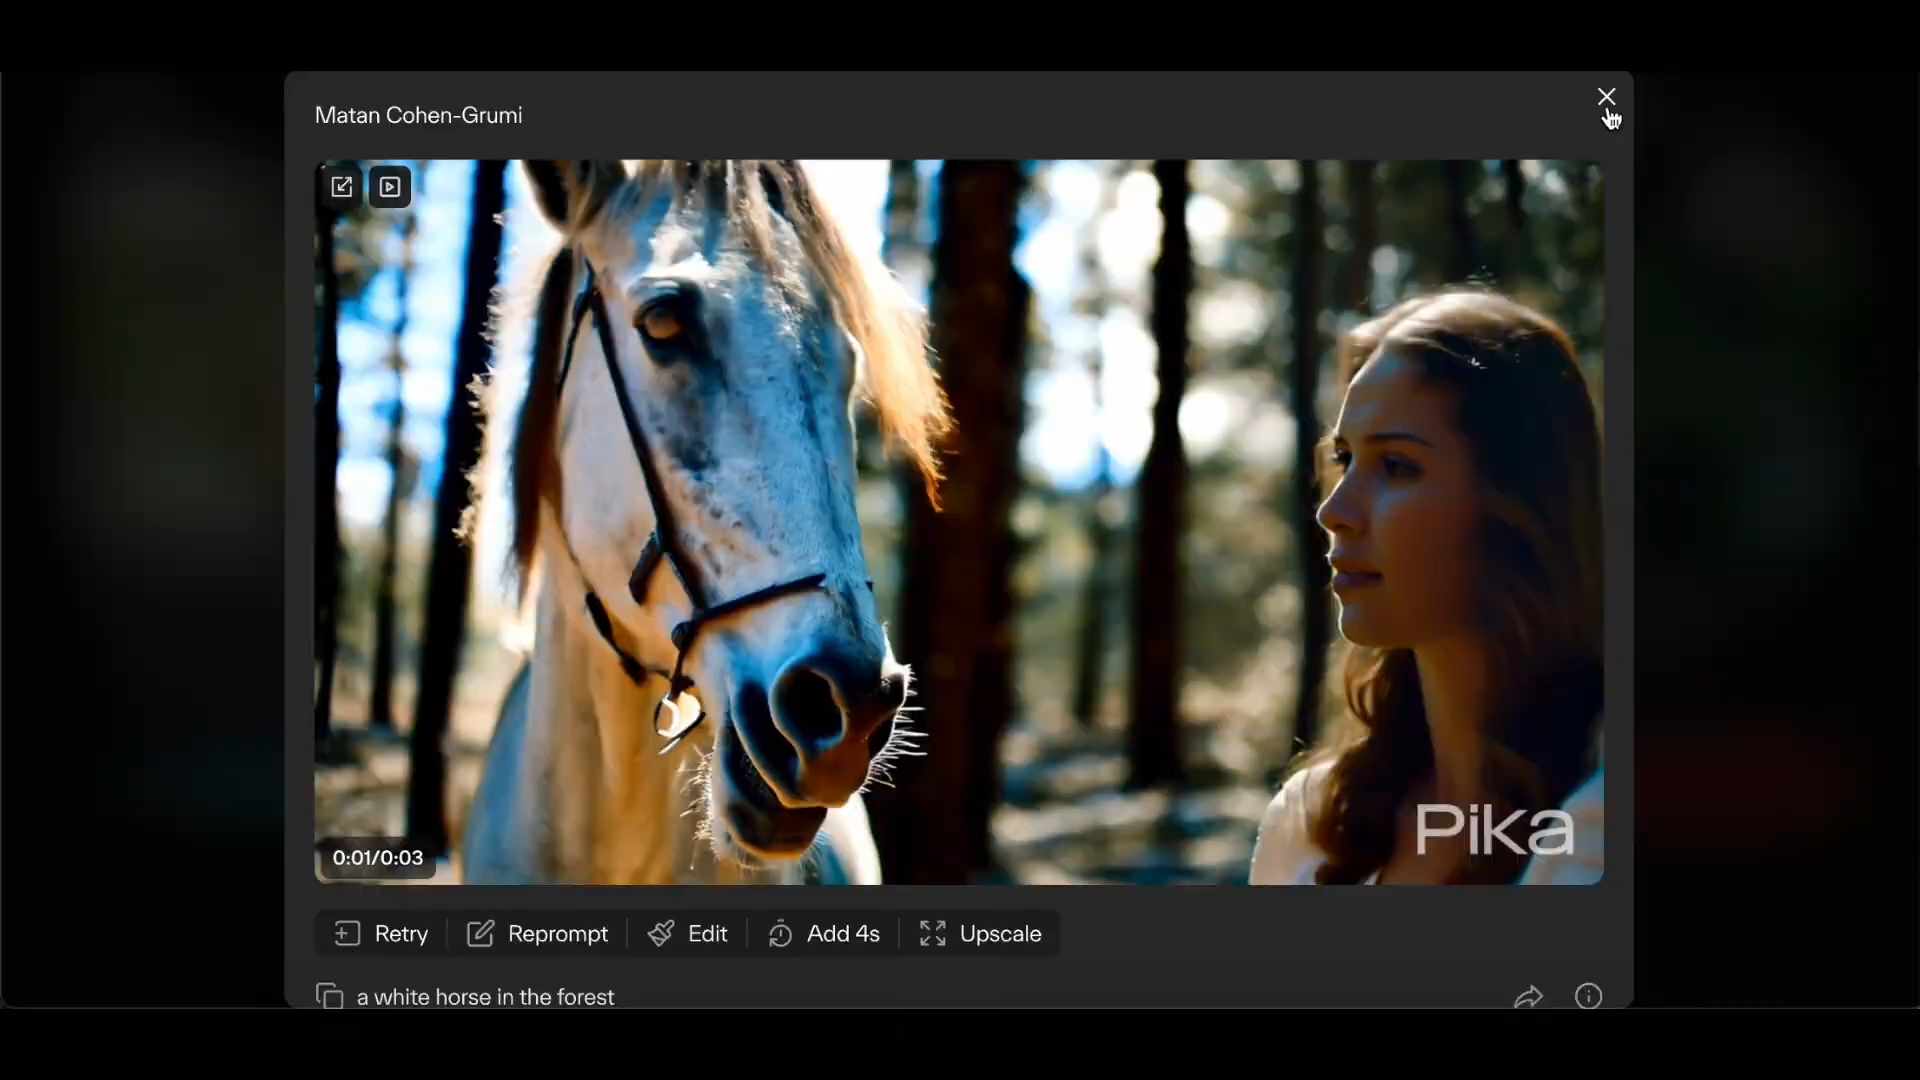 Matan Cohen-Grumi
Pika
0:01/0:03
Retry
Reprompt
Edit
Add 4s
Upscale
a white horse in the forest